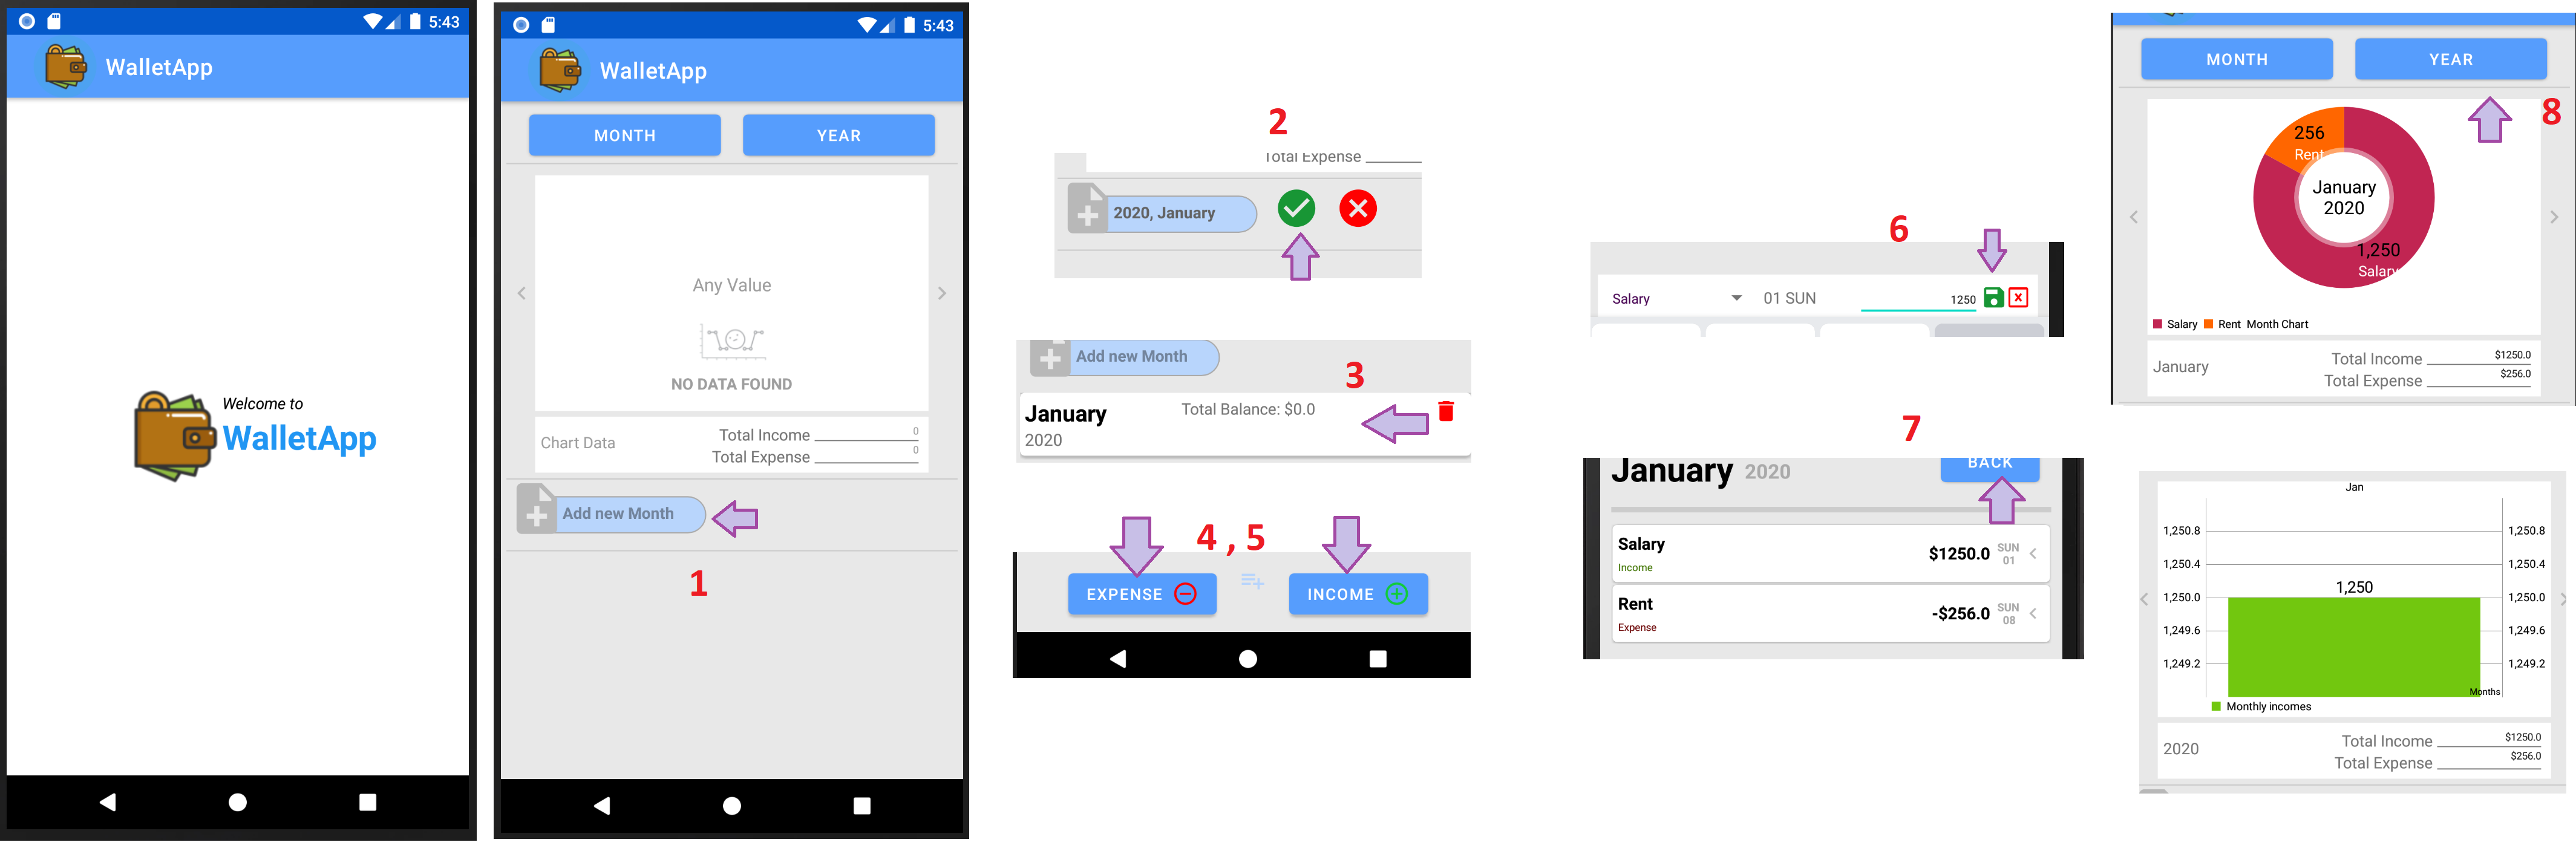 5:43
WalletApp
Welcome to
WalletApp
5:43
WalletApp
MONTH YEAR
Any Value
NO DATA FOUND
Chart Data
Total Income 0
Total Expense 0
Add new Month
1
2
Total Expense
2020, January
Add new Month
3
January
Total Balance: $0.0
2020
4 , 5
EXPENSE INCOME
6
Salary 01 SUN 1250
7
January 2020 BACK
Salary
Income
$1250.0 SUN
01
Rent
Expense
-$256.0 SUN
08
MONTH YEAR
8
256
Rent
January
2020
1,250
Salary
Salary Rent Month Chart
January
Total Income $1250.0
Total Expense $256.0
Jan
1,250.8 1,250.8
1,250.4 1,250.4
1,250
1,250.0 1,250.0
1,249.6 1,249.6
1,249.2 1,249.2
Months
Monthly incomes
2020
Total Income $1250.0
Total Expense $256.0